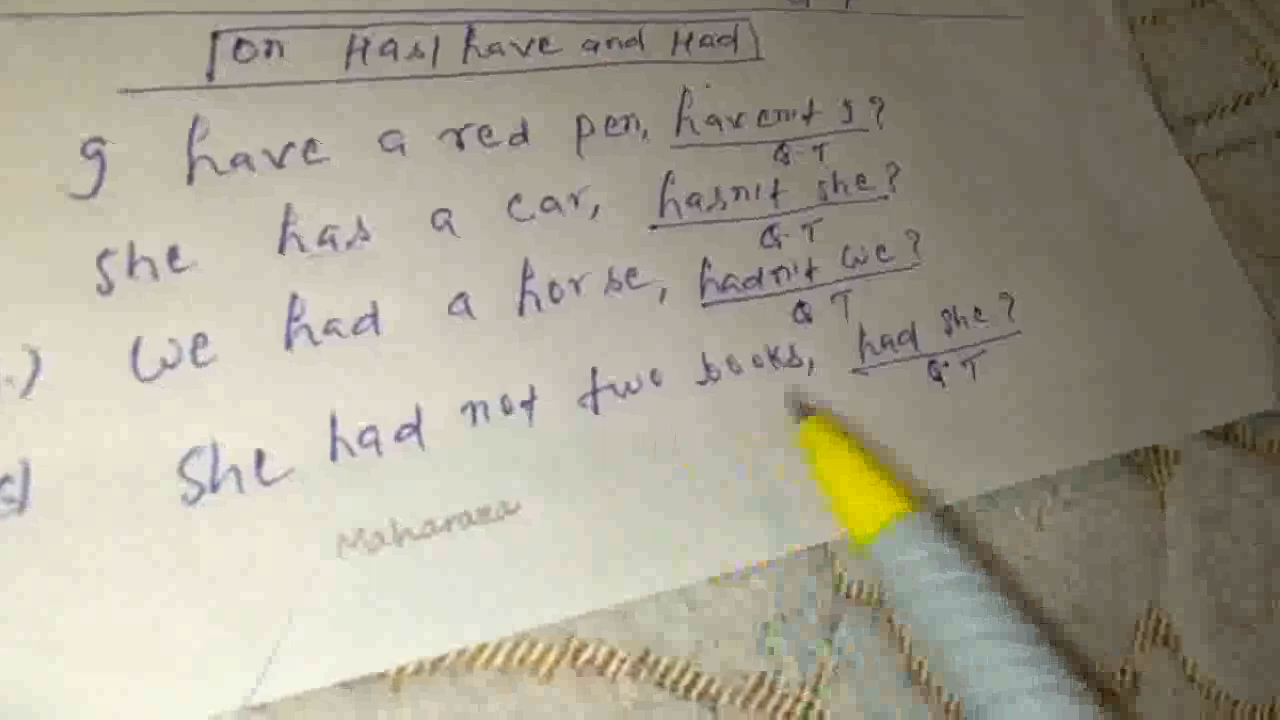 on Has/ have and Had
I have a red pen, haven't I?
Q-T
She has a car, hasn't she?
Q-T
We had a horse, hadn't we?
Q T
She had not two books, had she?
Q.T
Maharaza